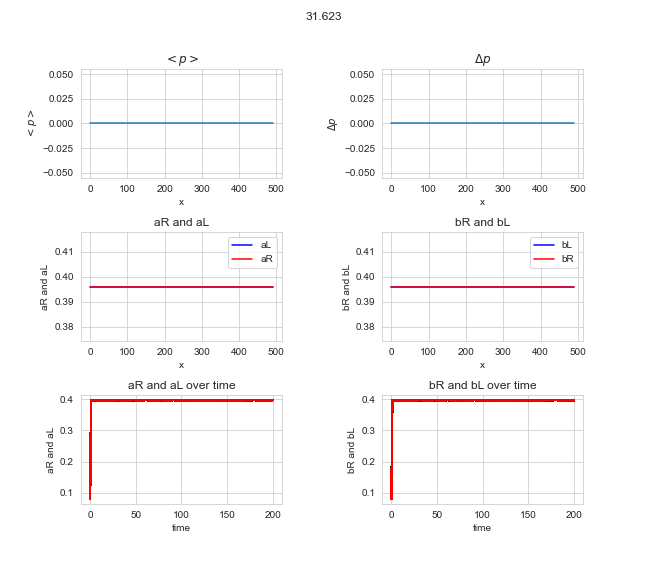 31.623
< p >
Δp
0.050
0.025
0.000
−0.025
−0.050
< p >
0 100 200 300 400 500
x
0.050
0.025
0.000
−0.025
−0.050
Δp
0 100 200 300 400 500
x
aR and aL
bR and bL
0.41
0.40
0.39
0.38
aR and aL
aL
aR
0 100 200 300 400 500
x
0.41
0.40
0.39
0.38
bR and bL
bL
bR
0 100 200 300 400 500
x
aR and aL over time
bR and bL over time
0.4
0.3
0.2
0.1
aR and aL
0 50 100 150 200
time
0.4
0.3
0.2
0.1
bR and bL
0 50 100 150 200
time